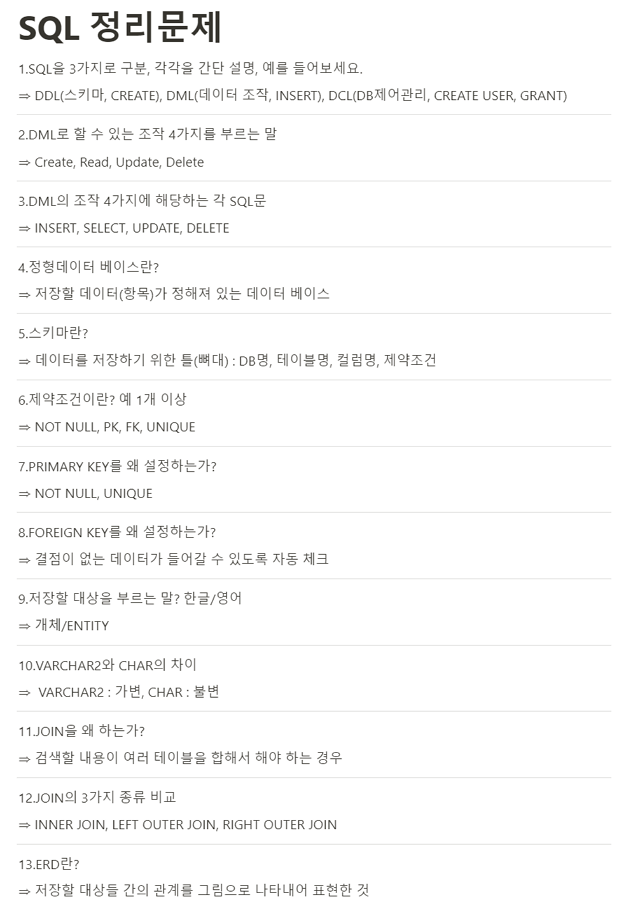 SQL 정리문제
1.SQL을 3가지로 구분, 각각을 간단 설명, 예를 들어보세요.
⇒ DDL(스키마, CREATE), DML(데이터 조작, INSERT), DCL(DB제어관리, CREATE USER, GRANT)
2.DML로 할 수 있는 조작 4가지를 부르는 말
⇒ Create, Read, Update, Delete
3.DML의 조작 4가지에 해당하는 각 SQL문
⇒ INSERT, SELECT, UPDATE, DELETE
4.정형데이터 베이스란?
⇒ 저장할 데이터(항목)가 정해져 있는 데이터 베이스
5.스키마란?
⇒ 데이터를 저장하기 위한 틀(뼈대) : DB명, 테이블명, 컬럼명, 제약조건
6.제약조건이란? 예 1개 이상
⇒ NOT NULL, PK, FK, UNIQUE
7.PRIMARY KEY를 왜 설정하는가?
⇒ NOT NULL, UNIQUE
8.FOREIGN KEY를 왜 설정하는가?
⇒ 결점이 없는 데이터가 들어갈 수 있도록 자동 체크
9.저장할 대상을 부르는 말? 한글/영어
⇒ 개체/ENTITY
10.VARCHAR2와 CHAR의 차이
⇒ VARCHAR2 : 가변, CHAR : 불변
11.JOIN을 왜 하는가?
⇒ 검색할 내용이 여러 테이블을 합해서 해야 하는 경우
12.JOIN의 3가지 종류 비교
⇒ INNER JOIN, LEFT OUTER JOIN, RIGHT OUTER JOIN
13.ERD란?
⇒ 저장할 대상들 간의 관계를 그림으로 나타내어 표현한 것